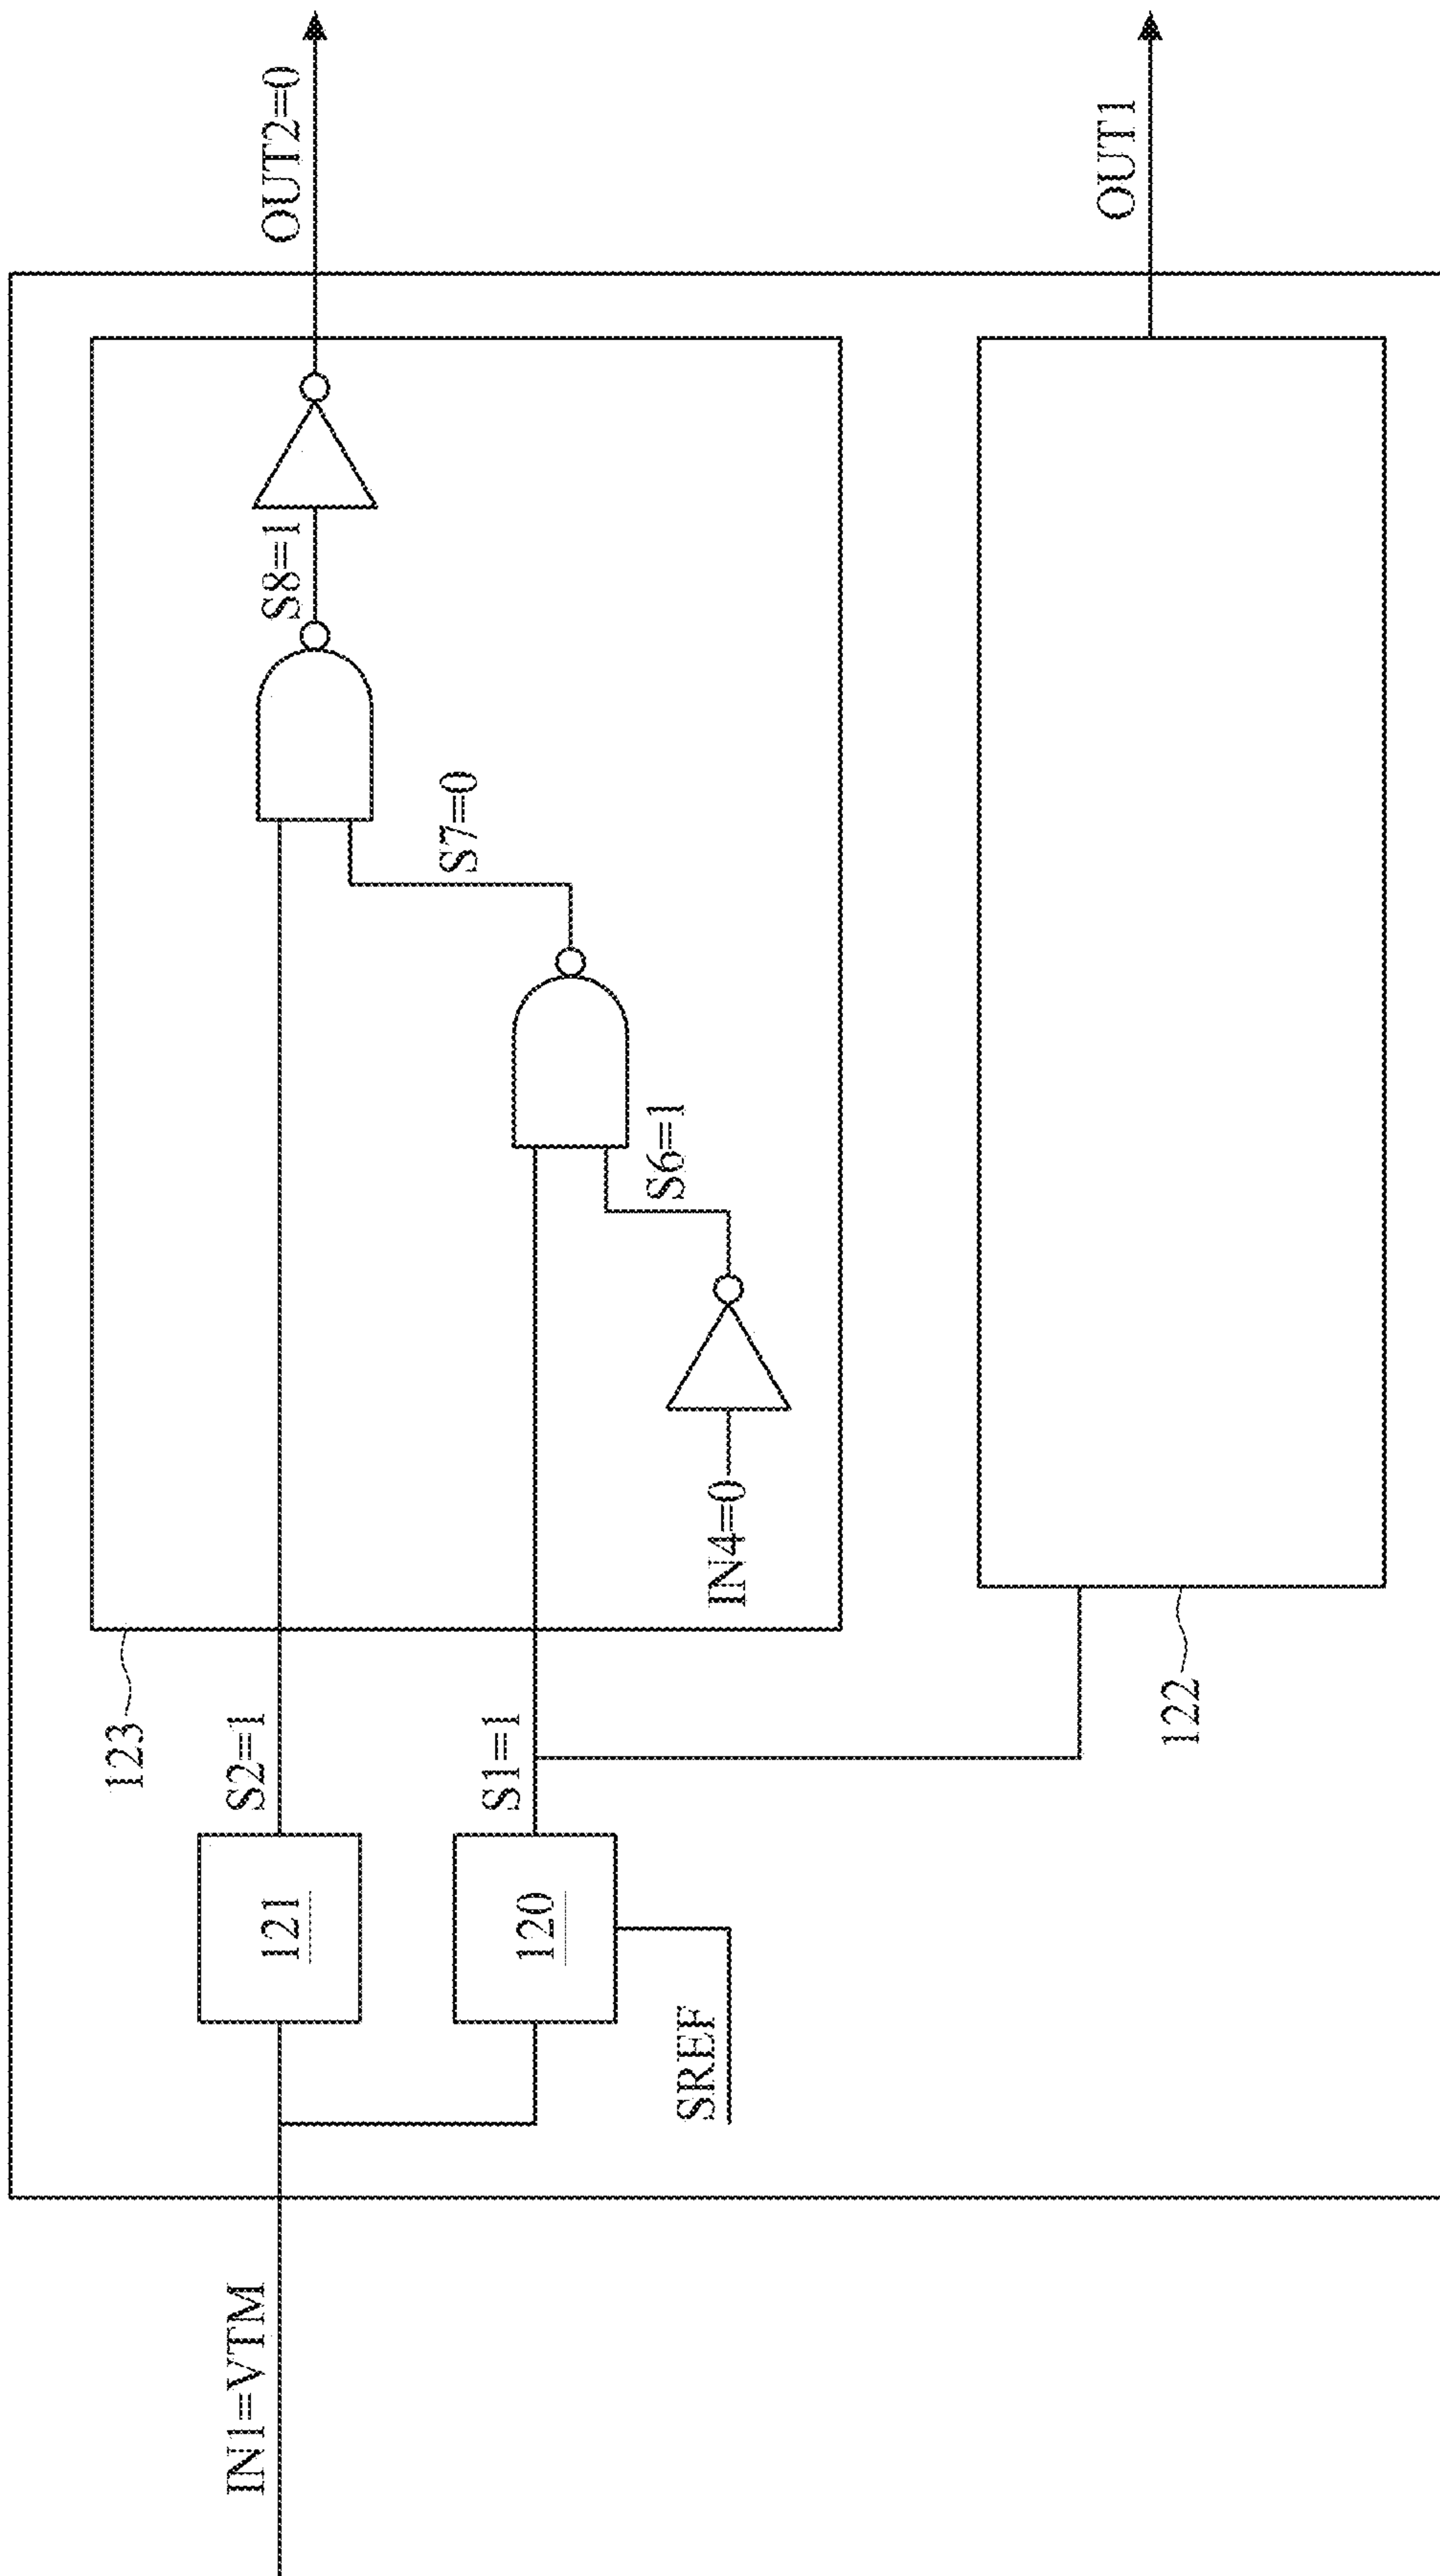 IN1=VTM
121
S2=1
123
S8=1
OUT2=0
S7=0
120
S1=1
S6=1
SREF
IN4=0
122
OUT1